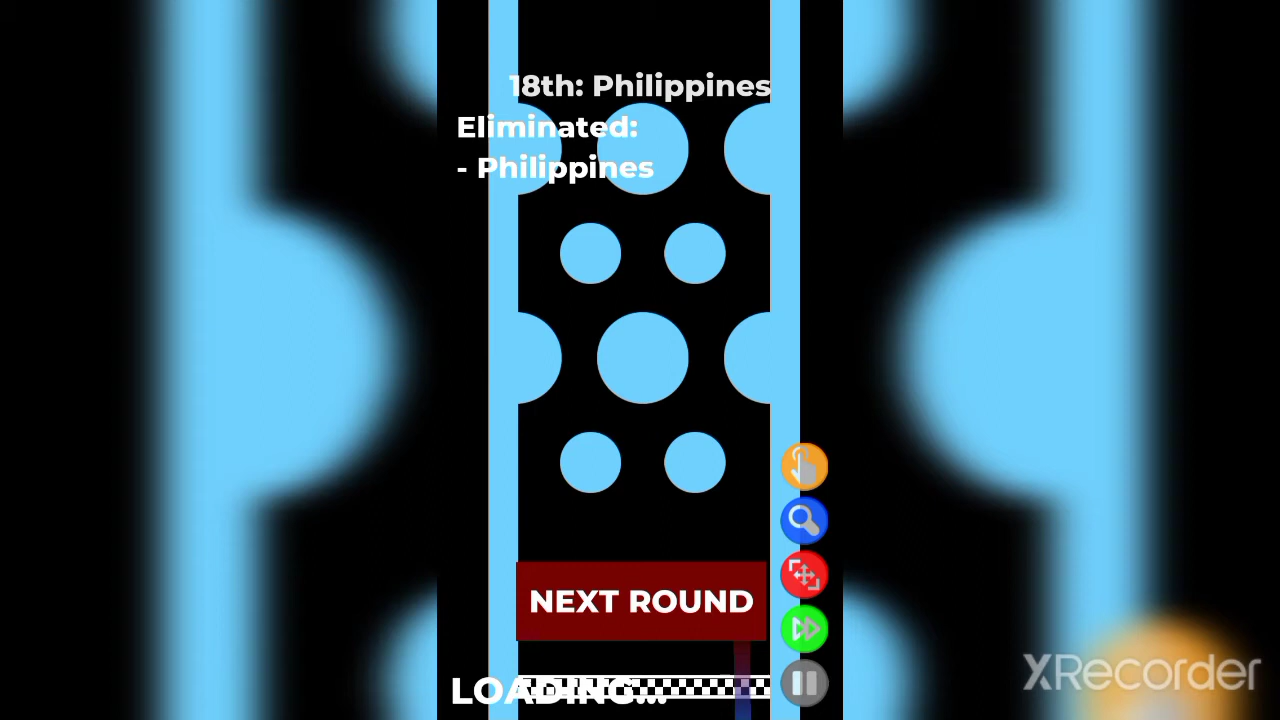 18th: Philippines
Eliminated:
- Philippines
NEXT ROUND
LOADING...
XRecorder